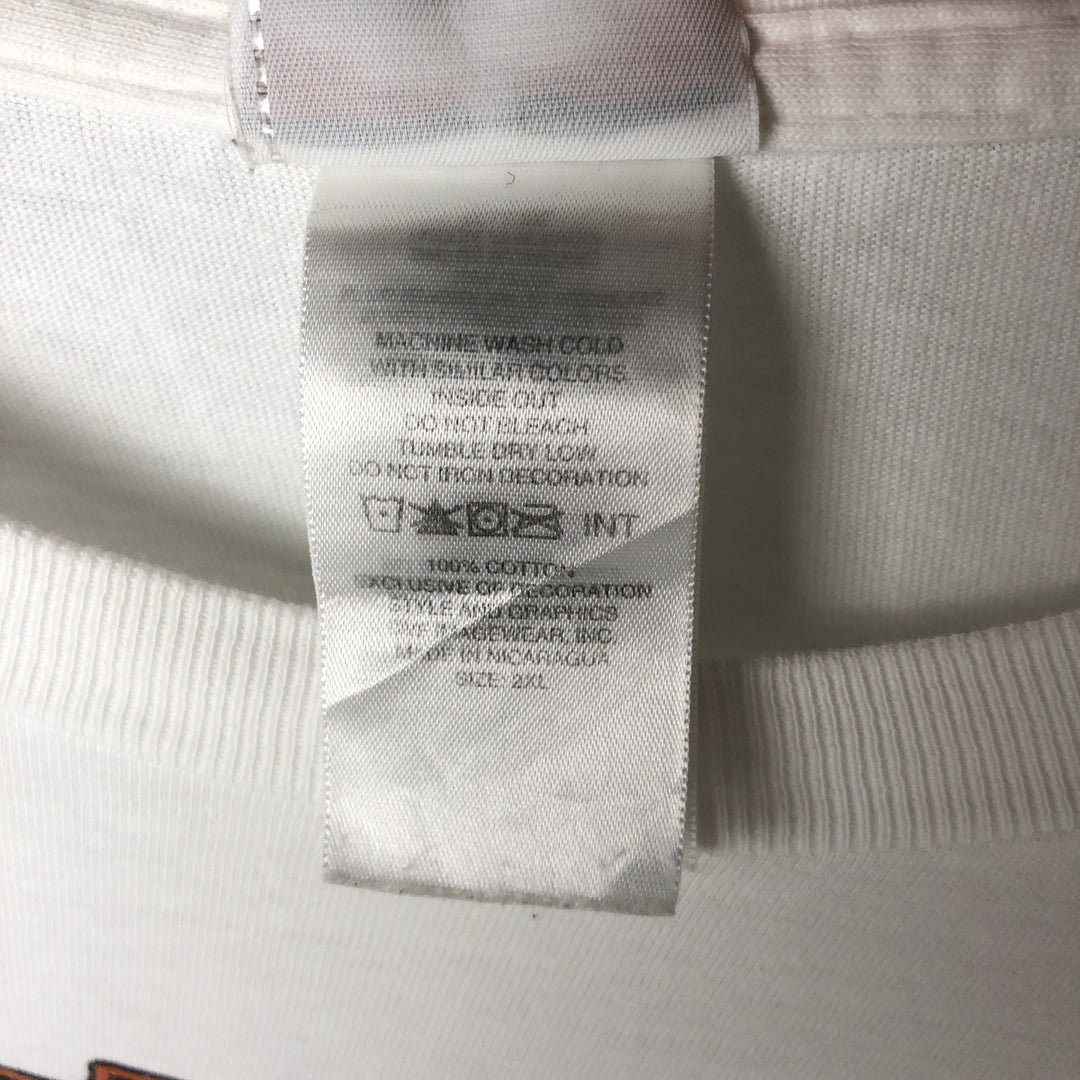 MACHINE WASH COLD
WITH SIMILAR COLORS
INSIDE OUT
DO NOT BLEACH
TUMBLE DRY LOW
DO NOT IRON DECORATION
INT
100% COTTON
EXCLUSIVE OF DECORATION
STYLE AND GRAPHICS
INC
MADE IN NICARAGUA
SIZE: 2XL